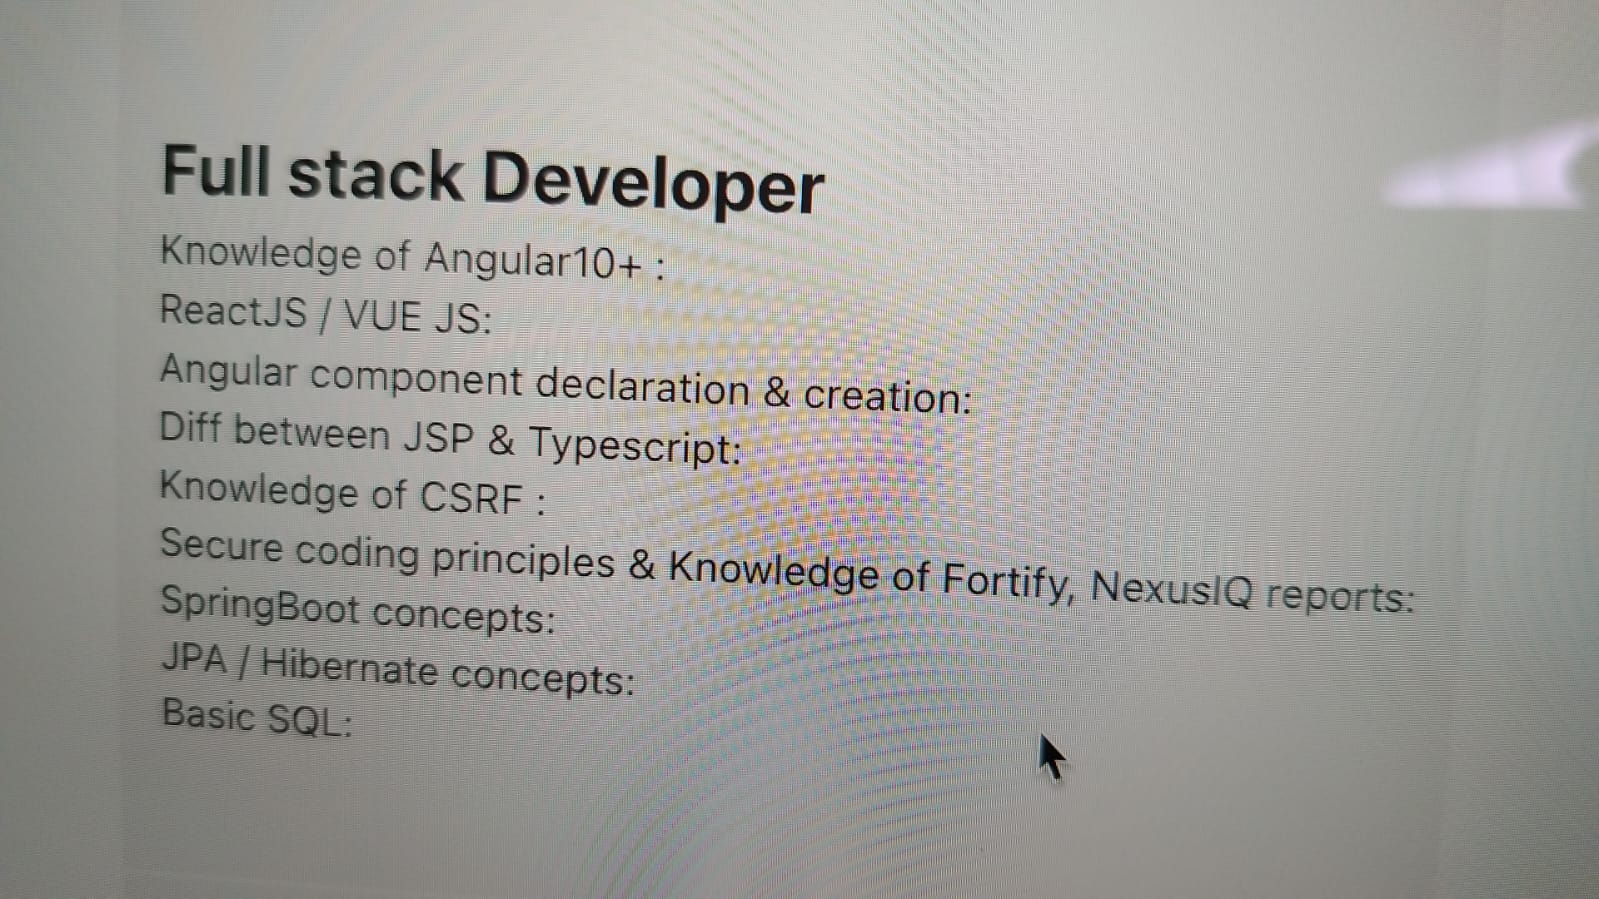 Full stack Developer
Knowledge of Angular10+ :
ReactJS / VUE JS:
Angular component declaration & creation:
Diff between JSP & Typescript:
Knowledge of CSRF :
Secure coding principles & Knowledge of Fortify, NexusIQ reports:
SpringBoot concepts:
JPA / Hibernate concepts:
Basic SQL: